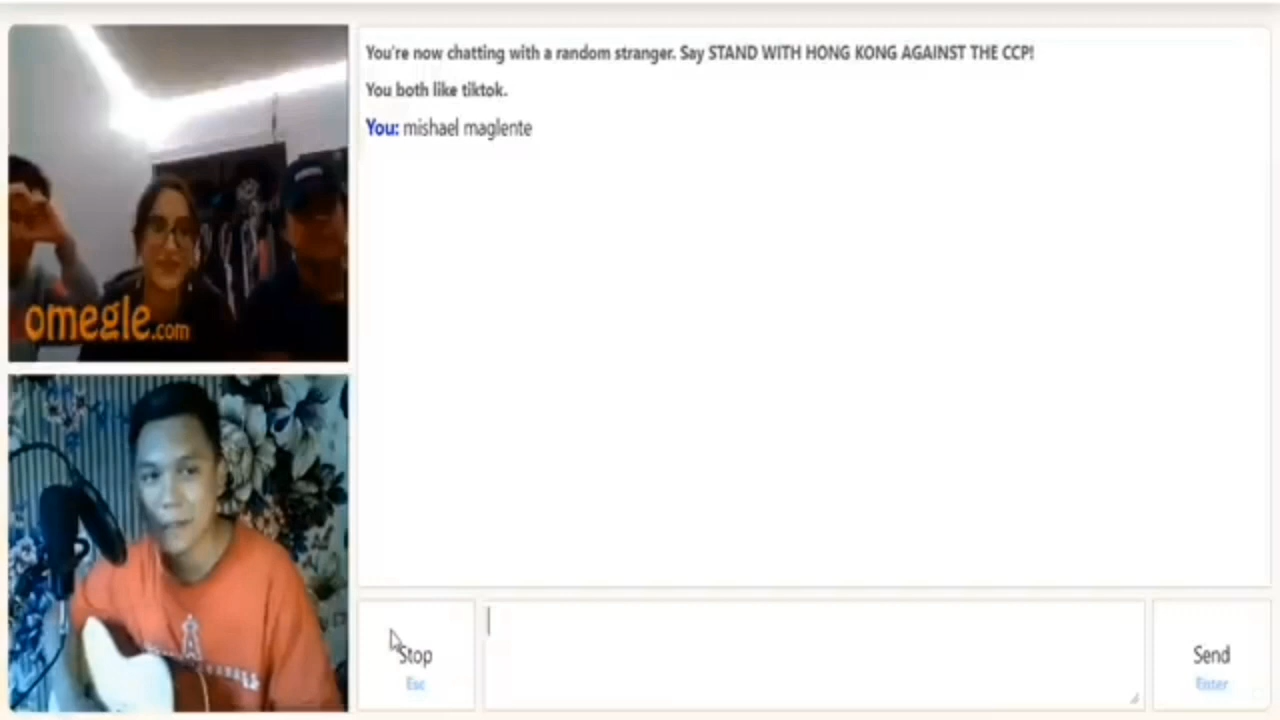 You're now chatting with a random stranger. Say STAND WITH HONG KONG AGAINST THE CCP!
You both like tiktok.
You: mishael maglente
omegle.com
A
Stop
Esc
Send
Enter